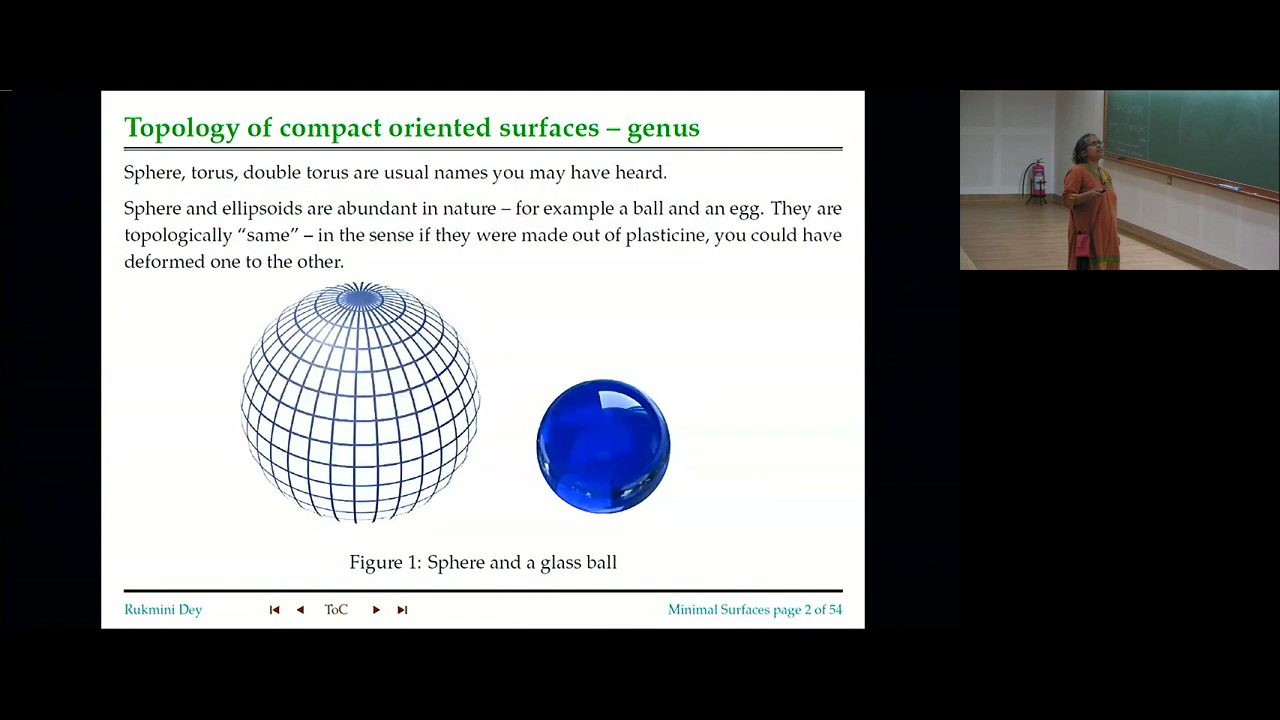 Topology of compact oriented surfaces – genus
Sphere, torus, double torus are usual names you may have heard.
Sphere and ellipsoids are abundant in nature – for example a ball and an egg. They are
topologically “same” – in the sense if they were made out of plasticine, you could have
deformed one to the other.
Figure 1: Sphere and a glass ball
Rukmini Dey
ToC
Minimal Surfaces page 2 of 54